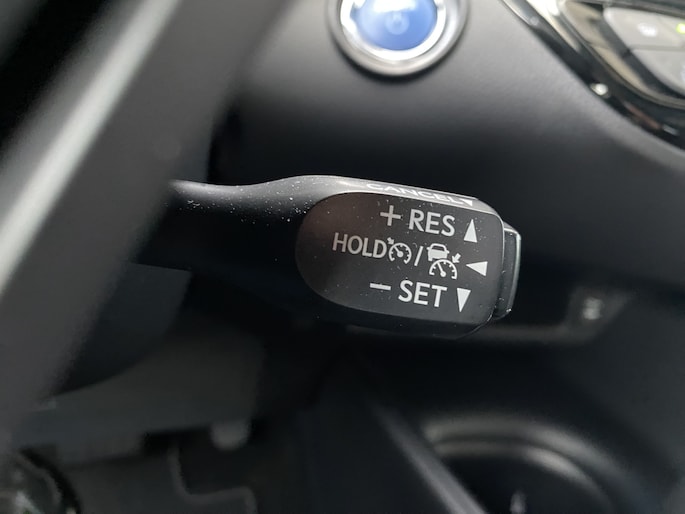 CANCEL
+ RES ▲
HOLD / ◄
− SET ▼